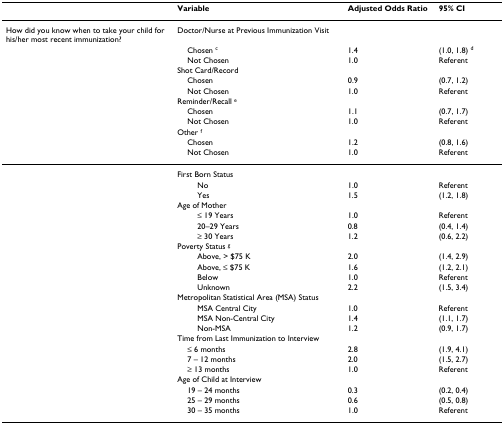 Variable Adjusted Odds Ratio 95% CI
How did you know when to take your child for Doctor/Nurse at Previous Immunization Visit
his/her most recent immunization?
Chosen c 1.4 (1.0, 1.8) d
Not Chosen 1.0 Referent
Shot Card/Record
Chosen 0.9 (0.7, 1.2)
Not Chosen 1.0 Referent
Reminder/Recall e
Chosen 1.1 (0.7, 1.7)
Not Chosen 1.0 Referent
Other f
Chosen 1.2 (0.8, 1.6)
Not Chosen 1.0 Referent
First Born Status
No 1.0 Referent
Yes 1.5 (1.2, 1.8)
Age of Mother
≤ 19 Years 1.0 Referent
20–29 Years 0.8 (0.4, 1.4)
≥ 30 Years 1.2 (0.6, 2.2)
Poverty Status g
Above, > $75 K 2.0 (1.4, 2.9)
Above, ≤ $75 K 1.6 (1.2, 2.1)
Below 1.0 Referent
Unknown 2.2 (1.5, 3.4)
Metropolitan Statistical Area (MSA) Status
MSA Central City 1.0 Referent
MSA Non-Central City 1.4 (1.1, 1.7)
Non-MSA 1.2 (0.9, 1.7)
Time from Last Immunization to Interview
≤ 6 months 2.8 (1.9, 4.1)
7 – 12 months 2.0 (1.5, 2.7)
≥ 13 months 1.0 Referent
Age of Child at Interview
19 – 24 months 0.3 (0.2, 0.4)
25 – 29 months 0.6 (0.5, 0.8)
30 – 35 months 1.0 Referent